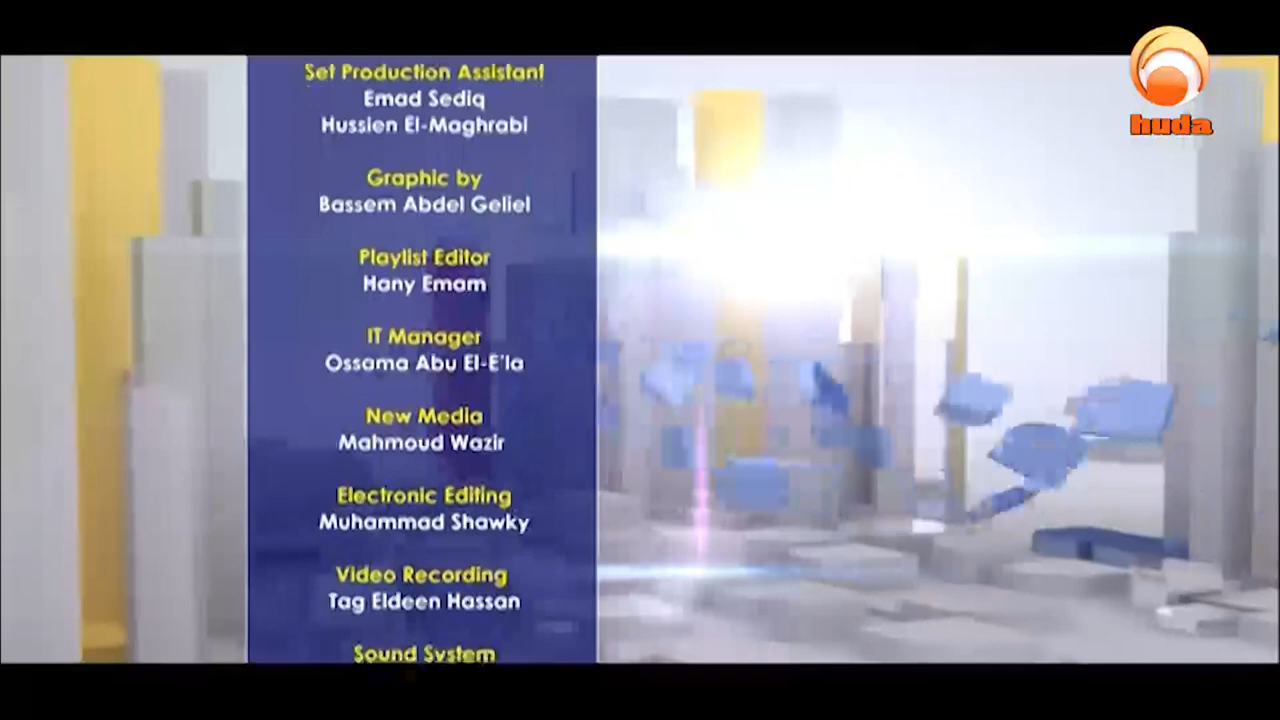 Set Production Assistant
Emad Sediq
Hussien El-Maghrabi
Graphic by
Bassem Abdel Geliel
Playlist Editor
Hany Emam
IT Manager
Ossama Abu El-E'la
New Media
Mahmoud Wazir
Electronic Editing
Muhammad Shawky
Video Recording
Tag Eldeen Hassan
Sound System
huda